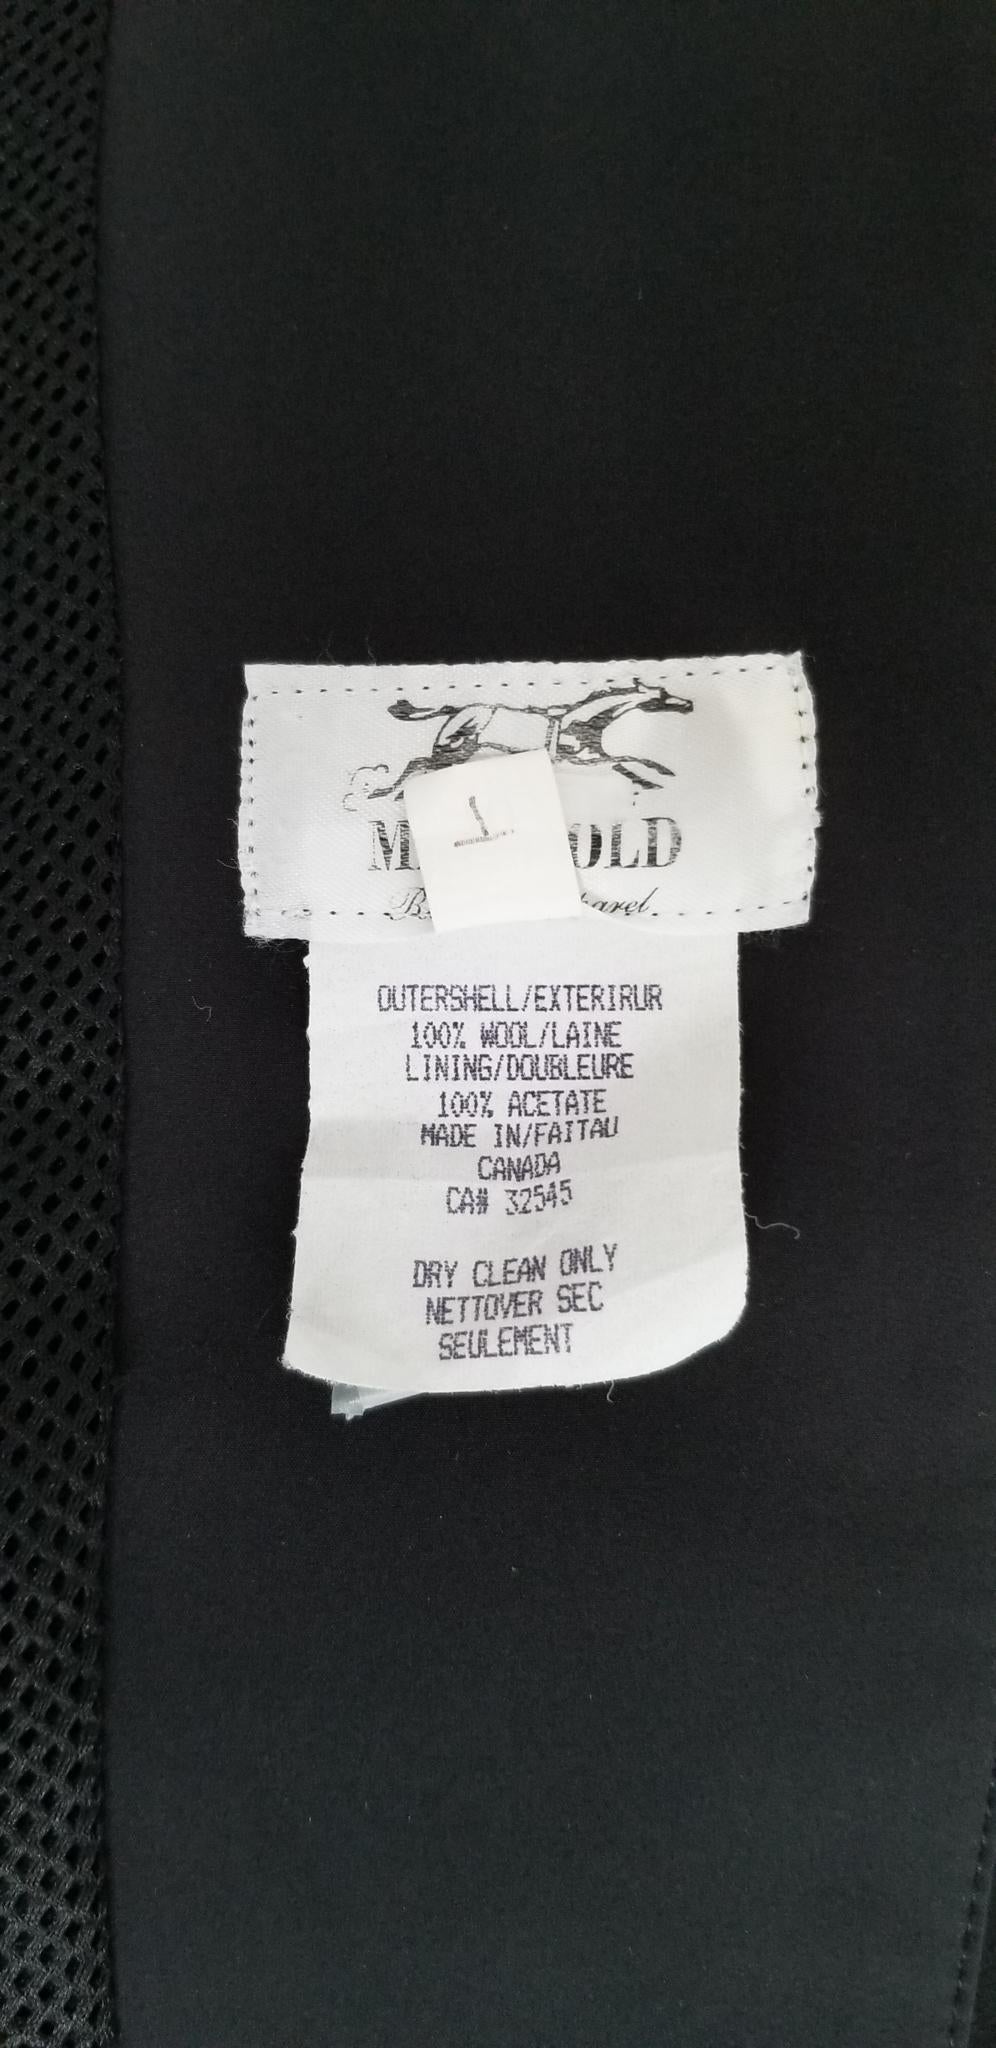 OLD
OUTERSHELL/EXTERIRUR
100% WOOL/LAINE
LINING/DOUBLEURE
100% ACETATE
MADE IN/FAITAU
CANADA
CA# 32545
DRY CLEAN ONLY
NETTOVER SEC
SEULEMENT